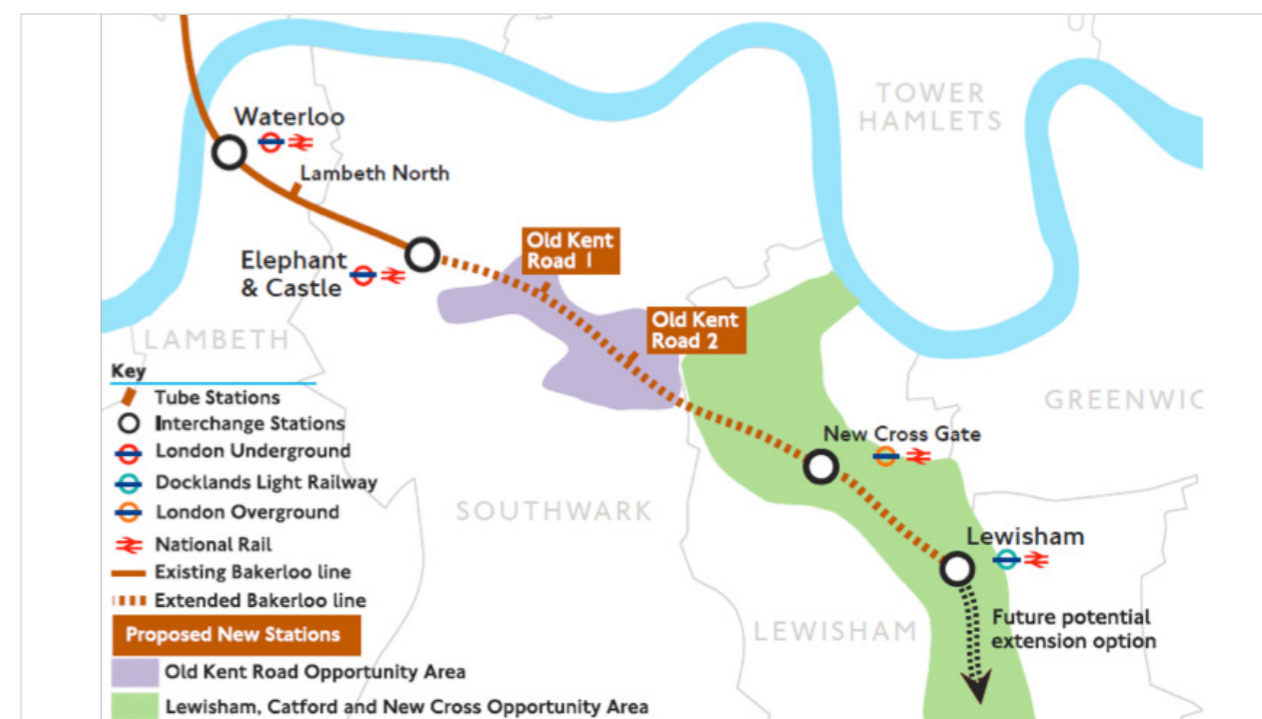 TOWER
HAMLETS
Waterloo
Lambeth North
Old Kent
Road 1
Elephant
& Castle
Old Kent
Road 2
LAMBETH
GREENWIC
New Cross Gate
SOUTHWARK
Lewisham
LEWISHAM
Future potential
extension option
Key
Tube Stations
Interchange Stations
London Underground
Docklands Light Railway
London Overground
National Rail
Existing Bakerloo line
Extended Bakerloo line
Proposed New Stations
Old Kent Road Opportunity Area
Lewisham, Catford and New Cross Opportunity Area